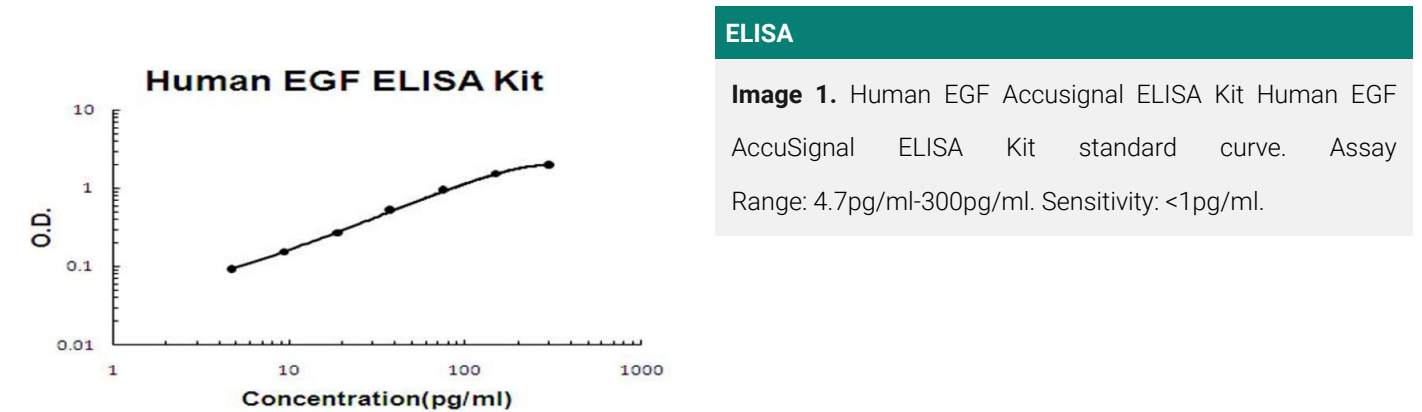 Human EGF ELISA Kit
10
1
0.1
0.01
O.D.
1 10 100 1000
Concentration(pg/ml)
ELISA
Image 1. Human EGF Accusignal ELISA Kit Human EGF
AccuSignal ELISA Kit standard curve. Assay
Range: 4.7pg/ml-300pg/ml. Sensitivity: <1pg/ml.